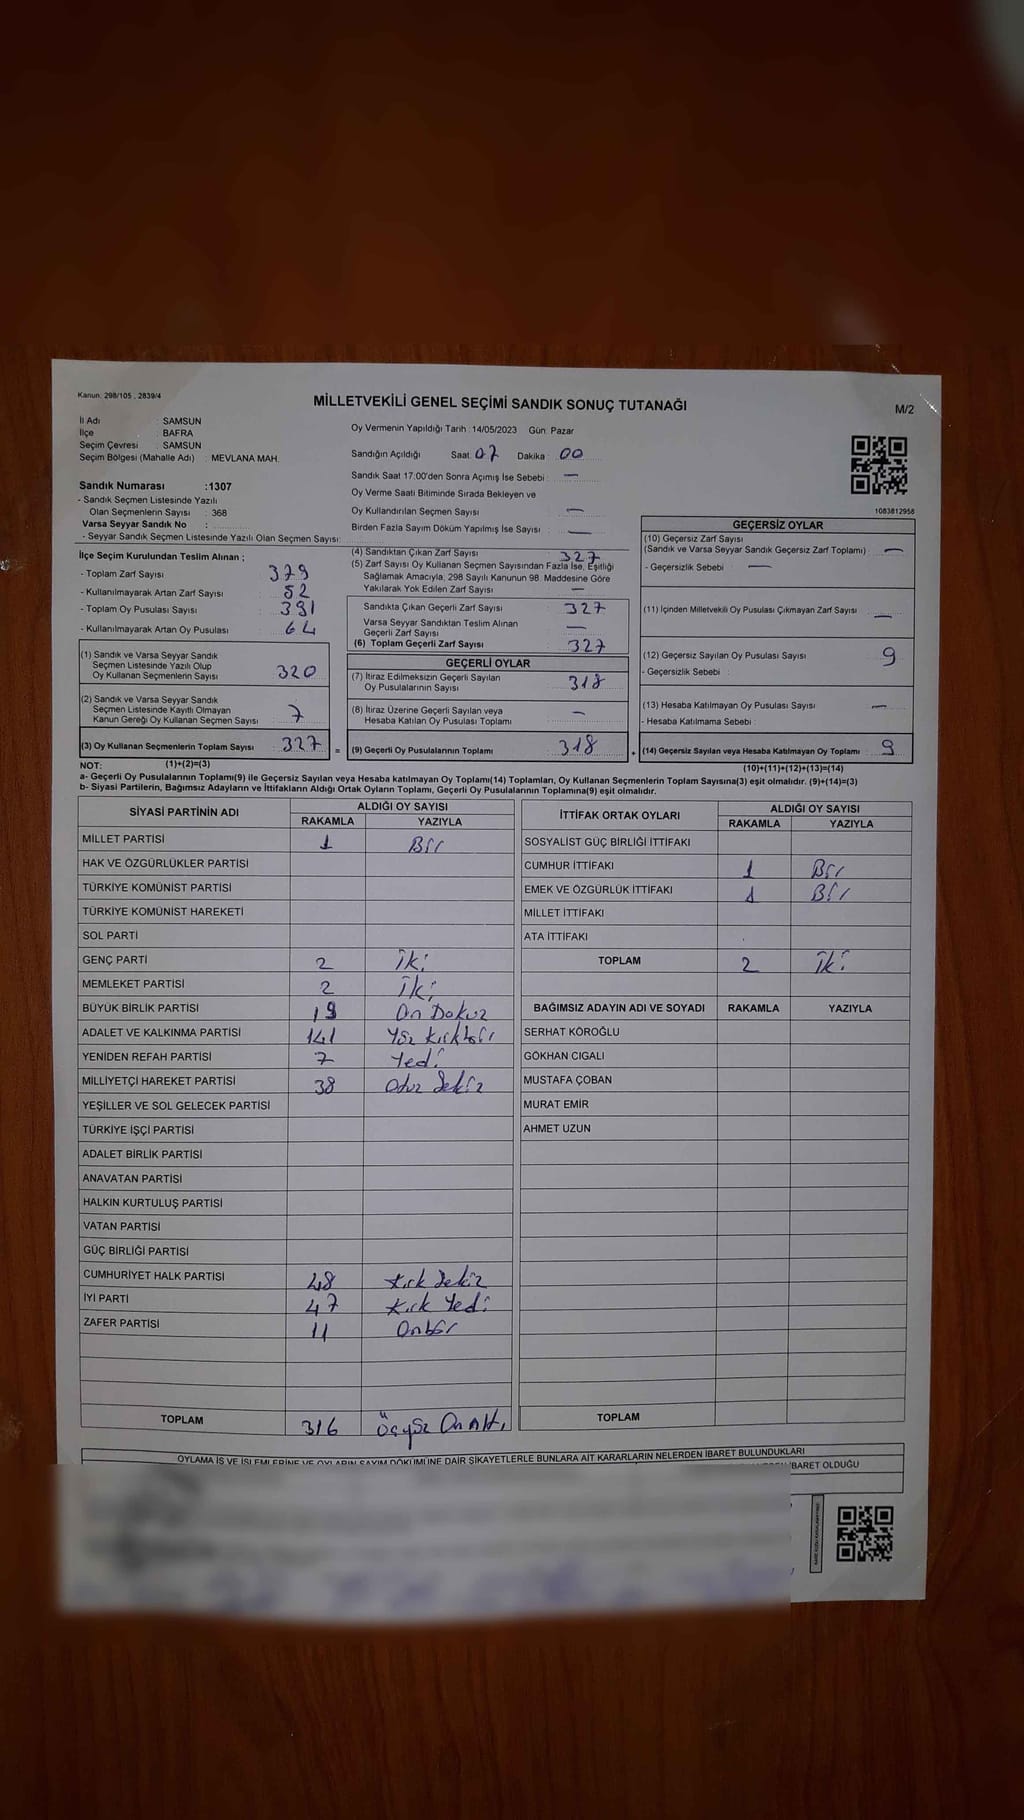 Kanun: 298/105 , 2839/4
MİLLETVEKİLİ GENEL SEÇİMİ SANDIK SONUÇ TUTANAĞI
M/2
İl Adı : SAMSUN
İlçe : BAFRA
Seçim Çevresi : SAMSUN
Seçim Bölgesi (Mahalle Adı) : MEVLANA MAH.
Oy Vermenin Yapıldığı Tarih :14/05/2023 Gün: Pazar
Sandığın Açıldığı Saat: 07 Dakika: 00
Sandık Saat 17:00'den Sonra Açımış İse Sebebi : —
Oy Verme Saati Bitiminde Sırada Bekleyen ve
Oy Kullandırılan Seçmen Sayısı —
Birden Fazla Sayım Döküm Yapılmış İse Sayısı —
Sandık Numarası :1307
- Sandık Seçmen Listesinde Yazılı
Olan Seçmenlerin Sayısı : 368
Varsa Seyyar Sandık No :
- Seyyar Sandık Seçmen Listesinde Yazılı Olan Seçmen Sayısı:
1083812958
İlçe Seçim Kurulundan Teslim Alınan ;
- Toplam Zarf Sayısı 379
- Kullanılmayarak Artan Zarf Sayısı 52
- Toplam Oy Pusulası Sayısı 391
- Kullanılmayarak Artan Oy Pusulası 64
(1) Sandık ve Varsa Seyyar Sandık
Seçmen Listesinde Yazılı Olup
Oy Kullanan Seçmenlerin Sayısı 320
(2) Sandık ve Varsa Seyyar Sandık
Seçmen Listesinde Kayıtlı Olmayan
Kanun Gereği Oy Kullanan Seçmen Sayısı 7
(3) Oy Kullanan Seçmenlerin Toplam Sayısı 327 =
(4) Sandıktan Çıkan Zarf Sayısı 327
(5) Zarf Sayısı Oy Kullanan Seçmen Sayısından Fazla İse, Eşitliği
Sağlamak Amacıyla; 298 Sayılı Kanunun 98. Maddesine Göre
Yakılarak Yok Edilen Zarf Sayısı —
Sandıkta Çıkan Geçerli Zarf Sayısı 327
Varsa Seyyar Sandıktan Teslim Alınan
Geçerli Zarf Sayısı —
(6) Toplam Geçerli Zarf Sayısı 327
GEÇERLİ OYLAR
(7) İtiraz Edilmeksizin Geçerli Sayılan
Oy Pusulalarının Sayısı 318
(8) İtiraz Üzerine Geçerli Sayılan veya
Hesaba Katılan Oy Pusulası Toplamı —
(9) Geçerli Oy Pusulalarının Toplamı 318 +
GEÇERSİZ OYLAR
(10) Geçersiz Zarf Sayısı
(Sandık ve Varsa Seyyar Sandık Geçersiz Zarf Toplamı) —
- Geçersizlik Sebebi : —
(11) İçinden Milletvekili Oy Pusulası Çıkmayan Zarf Sayısı —
(12) Geçersiz Sayılan Oy Pusulası Sayısı 9
- Geçersizlik Sebebi :
(13) Hesaba Katılmayan Oy Pusulası Sayısı —
- Hesaba Katılmama Sebebi :
(14) Geçersiz Sayılan veya Hesaba Katılmayan Oy Toplamı 9
NOT: (1)+(2)=(3)
(10)+(11)+(12)+(13)=(14)
a- Geçerli Oy Pusulalarının Toplamı(9) ile Geçersiz Sayılan veya Hesaba katılmayan Oy Toplamı(14) Toplamları, Oy Kullanan Seçmenlerin Toplam Sayısına(3) eşit olmalıdır. (9)+(14)=(3)
b- Siyasi Partilerin, Bağımsız Adayların ve İttifakların Aldığı Ortak Oyların Toplamı, Geçerli Oy Pusulalarının Toplamına(9) eşit olmalıdır.
SİYASİ PARTİNİN ADI ALDIĞI OY SAYISI
RAKAMLA YAZIYLA
MİLLET PARTİSİ 1 Bir
HAK VE ÖZGÜRLÜKLER PARTİSİ
TÜRKİYE KOMÜNİST PARTİSİ
TÜRKİYE KOMÜNİST HAREKETİ
SOL PARTİ
GENÇ PARTİ 2 İki
MEMLEKET PARTİSİ 2 İki
BÜYÜK BİRLİK PARTİSİ 19 On Dokuz
ADALET VE KALKINMA PARTİSİ 141 Yüz Kırkbir
YENİDEN REFAH PARTİSİ 7 Yedi
MİLLİYETÇİ HAREKET PARTİSİ 38 Otuz Sekiz
YEŞİLLER VE SOL GELECEK PARTİSİ
TÜRKİYE İŞÇİ PARTİSİ
ADALET BİRLİK PARTİSİ
ANAVATAN PARTİSİ
HALKIN KURTULUŞ PARTİSİ
VATAN PARTİSİ
GÜÇ BİRLİĞİ PARTİSİ
CUMHURİYET HALK PARTİSİ 48 Kırk Sekiz
İYİ PARTİ 47 Kırk Yedi
ZAFER PARTİSİ 11 Onbir
TOPLAM 316 Üçyüz On Altı
İTTİFAK ORTAK OYLARI ALDIĞI OY SAYISI
RAKAMLA YAZIYLA
SOSYALİST GÜÇ BİRLİĞİ İTTİFAKI
CUMHUR İTTİFAKI 1 Bir
EMEK VE ÖZGÜRLÜK İTTİFAKI 1 Bir
MİLLET İTTİFAKI
ATA İTTİFAKI
TOPLAM 2 İki
BAĞIMSIZ ADAYIN ADI VE SOYADI RAKAMLA YAZIYLA
SERHAT KÖROĞLU
GÖKHAN CIGALI
MUSTAFA ÇOBAN
MURAT EMİR
AHMET UZUN
TOPLAM
OYLAMA İŞ VE İŞLEMLERİNE VE OYLARIN SAYIM DÖKÜMÜNE DAİR ŞİKAYETLERLE BUNLARA AİT KARARLARIN NELERDEN İBARET BULUNDUKLARI
İBARET OLDUĞU